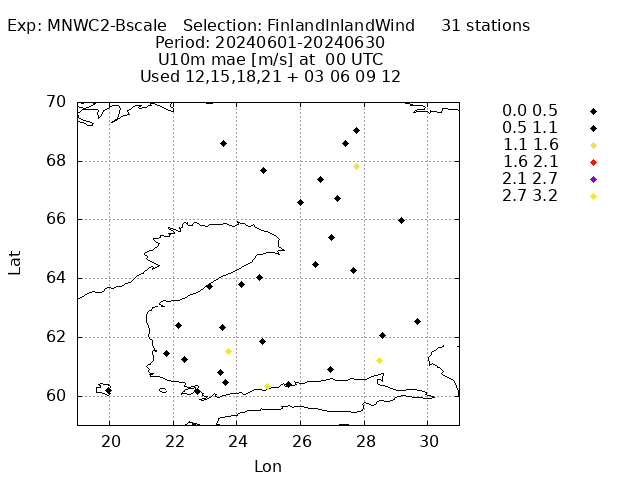 Exp: MNWC2-Bscale   Selection: FinlandInlandWind     31 stations
Period: 20240601-20240630
U10m mae [m/s] at  00 UTC
Used 12,15,18,21 + 03 06 09 12
0.0 0.5
0.5 1.1
1.1 1.6
1.6 2.1
2.1 2.7
2.7 3.2
70
68
66
64
62
60
Lat
20 22 24 26 28 30
Lon